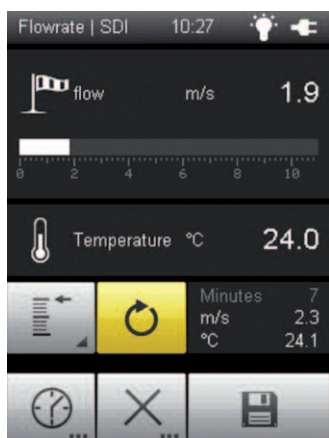 Flowrate | SDI 10:27
flow m/s 1.9
0 2 4 6 8 10
Temperature °C 24.0
Minutes 7
m/s 2.3
°C 24.1